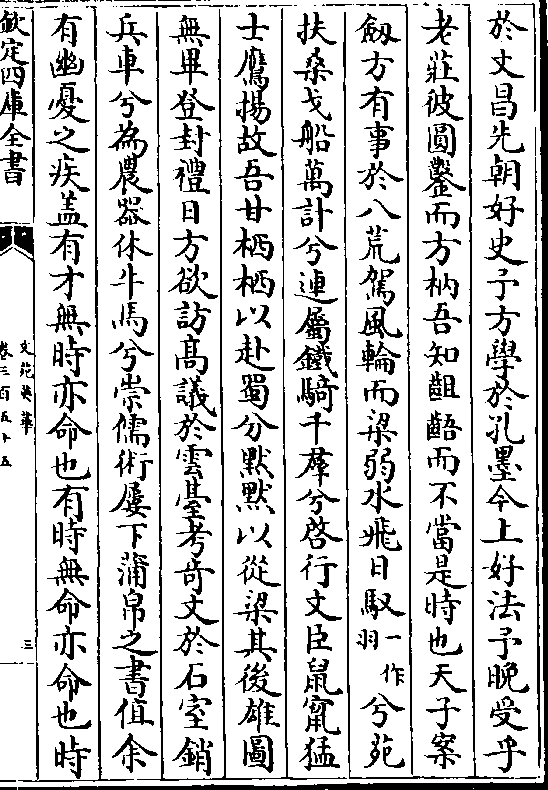 於文昌先朝好史予方學於孔墨今上好法予晚受乎
老莊彼圓鑿而方枘吾知齟齬而不當是時也天子案
劔方有事於八荒駕風輪而梁弱水飛日馭一作羽兮苑
扶桑戈船萬計兮連屬鐵騎千羣兮啓行文臣鼠竄猛
士鷹揚故吾甘栖栖以赴蜀分默默以從梁其後雄圖
無畢登封禮日方欲訪髙議於雲臺考奇文於石室銷
兵車兮為農器休牛馬兮崇儒術屢下蒲帛之書值余
有幽憂之疾盖有才無時亦命也有時無命亦命也時
欽定四庫全書
文苑英華
卷三百五十五
三